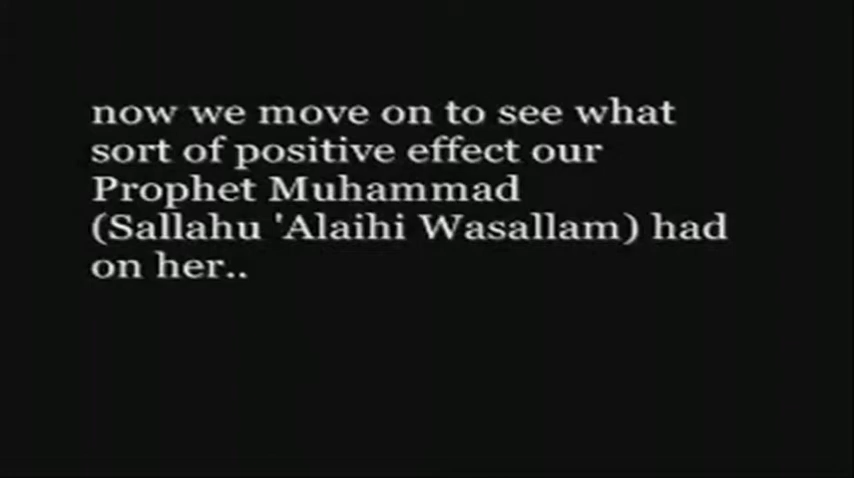 now we move on to see what
sort of positive effect our
Prophet Muhammad
(Sallahu 'Alaihi Wasallam) had
on her..